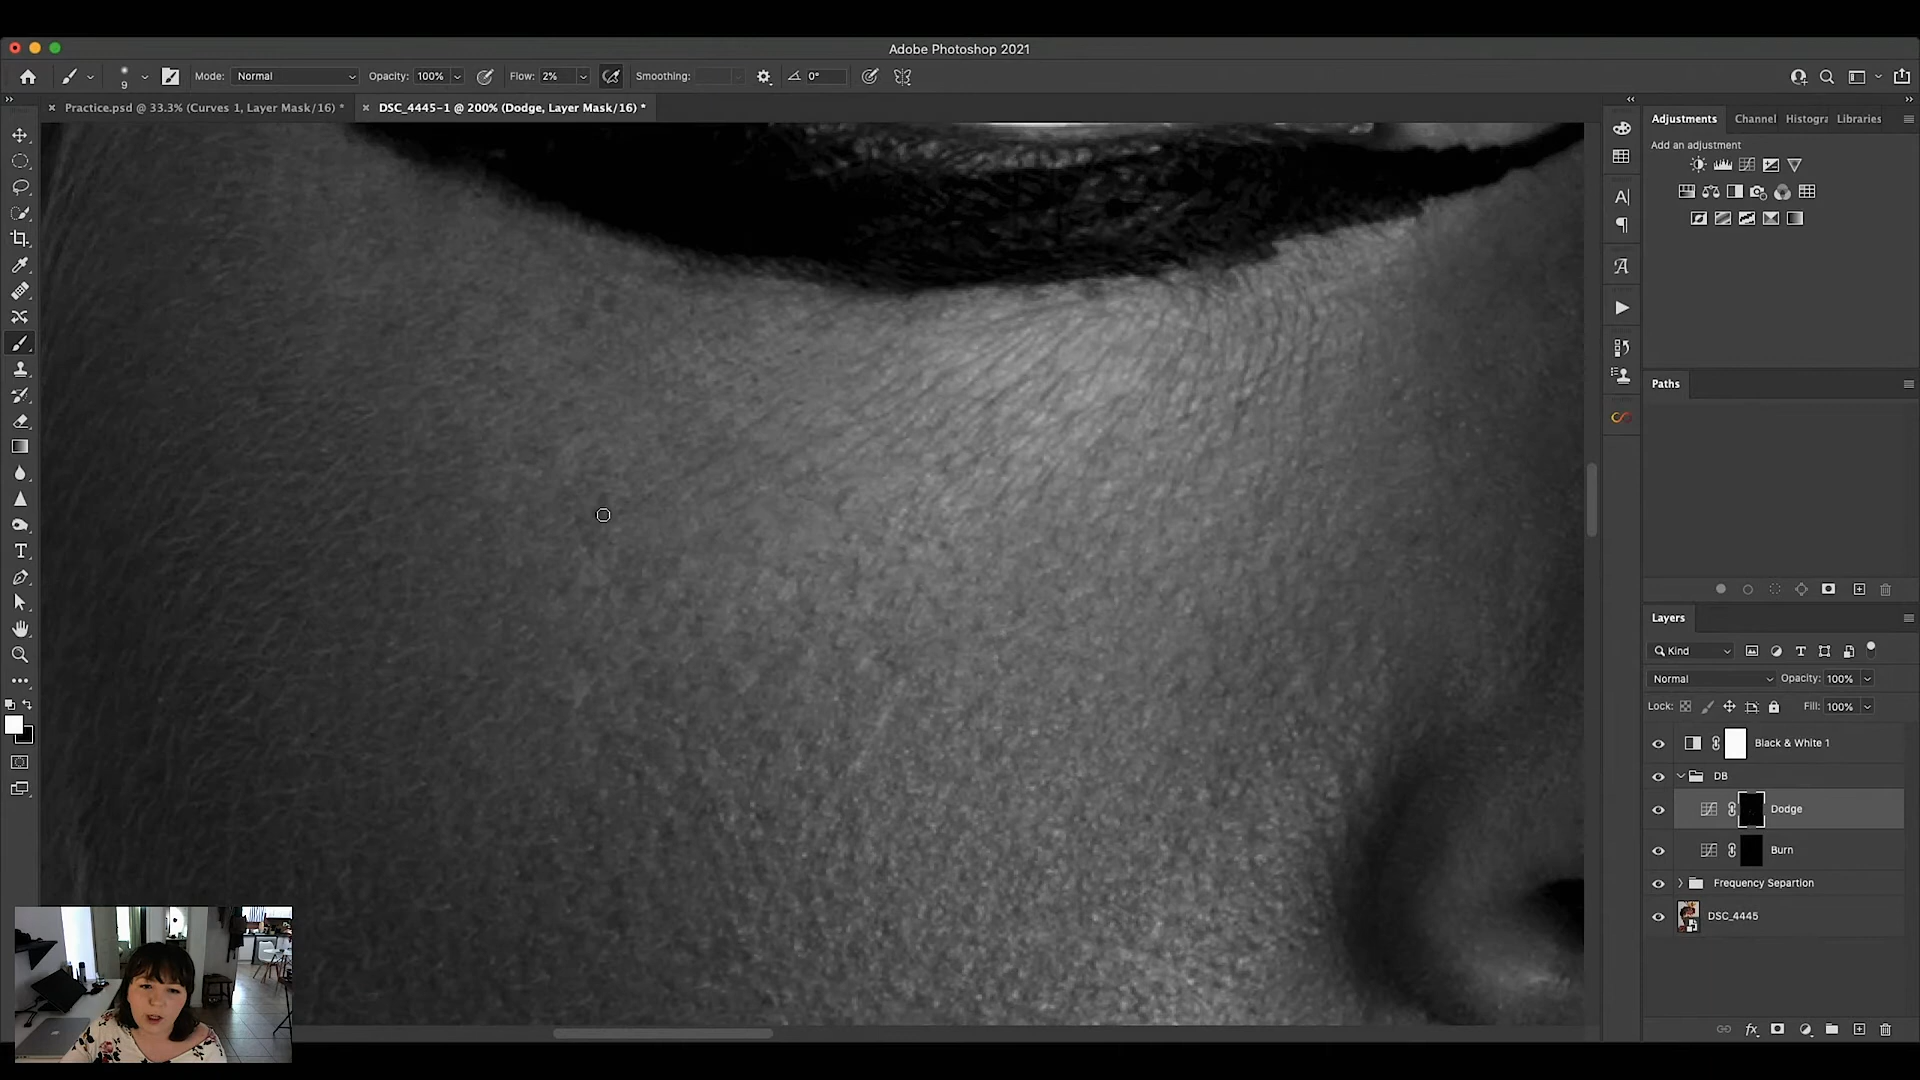 Adobe Photoshop 2021
9 Mode: Normal Opacity: 100% Flow: 2% Smoothing: 0°
Practice.psd @ 33.3% (Curves 1, Layer Mask/16) *
DSC_4445-1 @ 200% (Dodge, Layer Mask/16) *
Adjustments Channel Histogra Libraries
Add an adjustment
Paths
Layers
Kind
Normal Opacity: 100%
Lock: Fill: 100%
Black & White 1
DB
Dodge
Burn
Frequency Separtion
DSC_4445